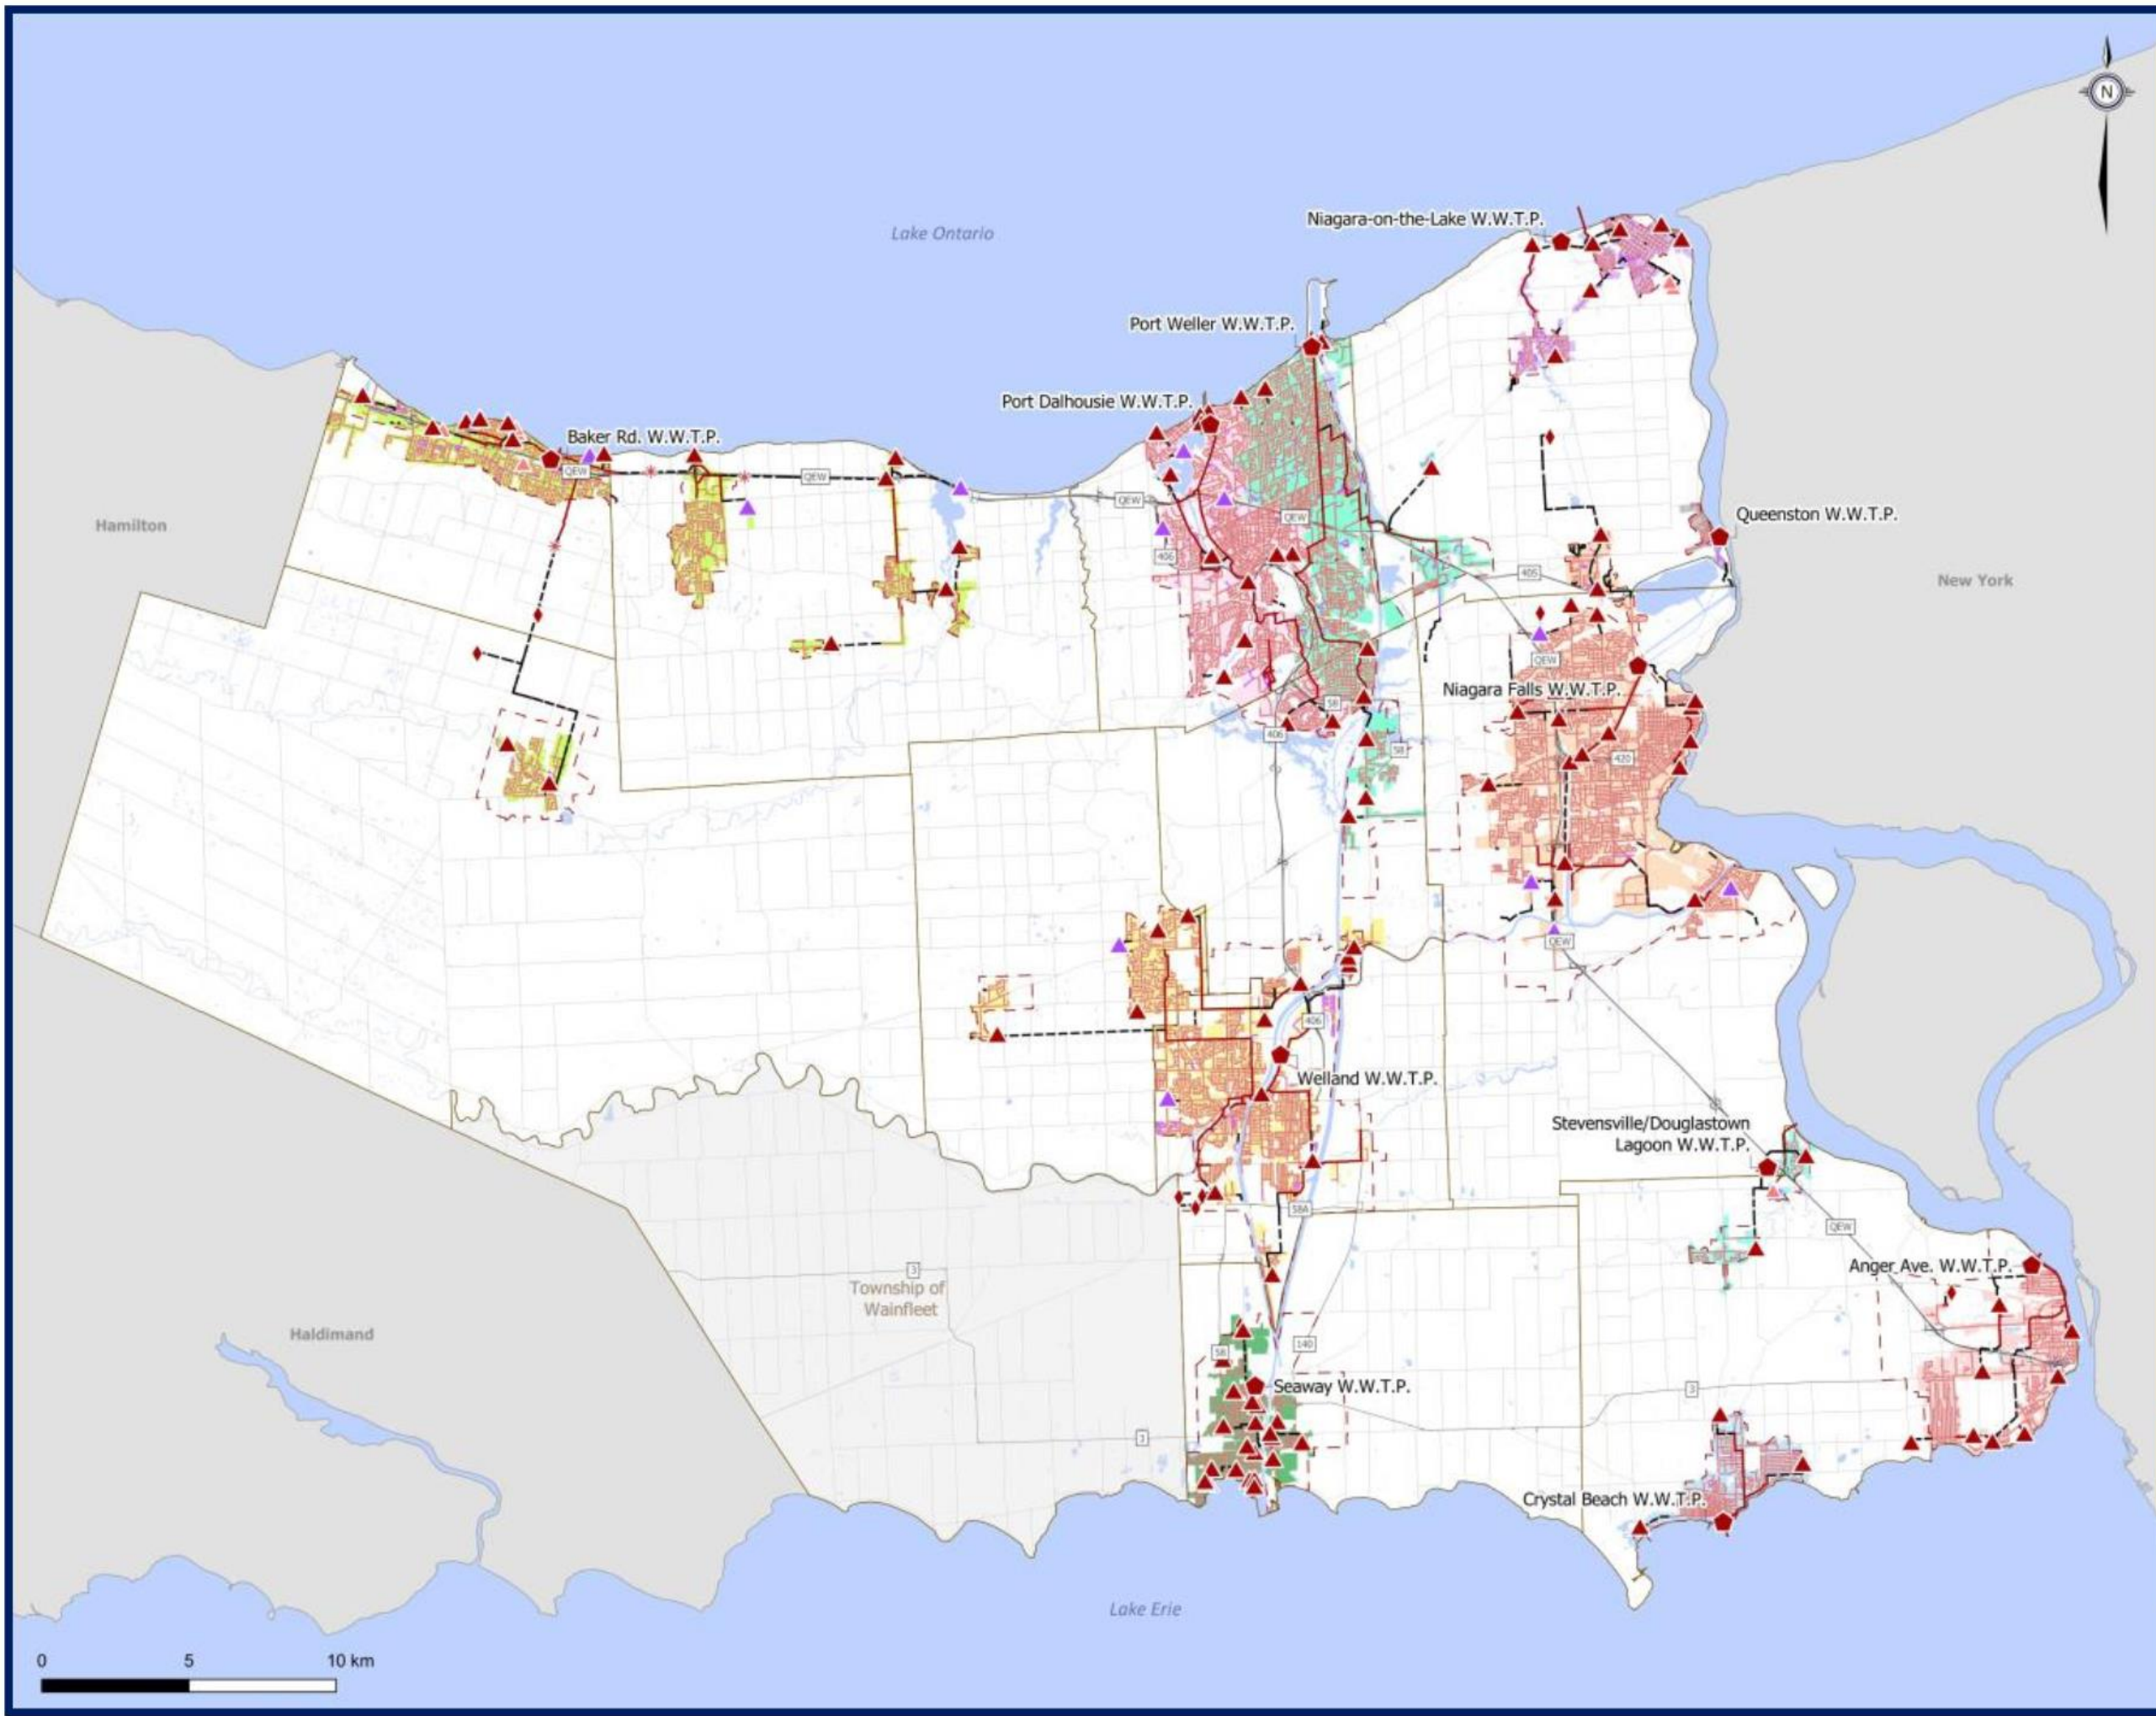 N
Niagara-on-the-Lake W.W.T.P.
Lake Ontario
Port Weller W.W.T.P.
Port Dalhousie W.W.T.P.
Baker Rd. W.W.T.P.
QEW
QEW
QEW
QEW
Hamilton
Queenston W.W.T.P.
406
405
New York
QEW
Niagara Falls W.W.T.P.
58
406
58
420
QEW
406
Welland W.W.T.P.
Stevensville/Douglastown
Lagoon W.W.T.P.
58A
QEW
3
Township of
Wainfleet
Anger Ave. W.W.T.P.
Haldimand
58
140
Seaway W.W.T.P.
3
3
Crystal Beach W.W.T.P.
Lake Erie
0 5 10 km